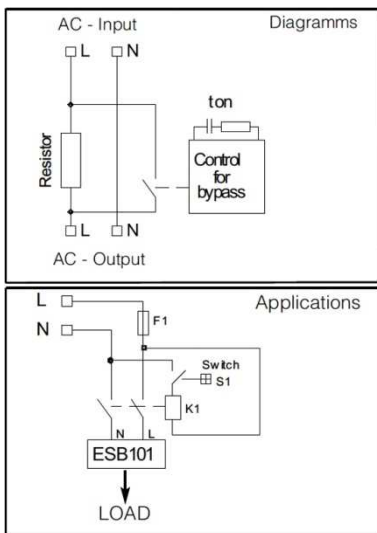 AC - Input
Diagramms
L
N
ton
Resistor
Control
for
bypass
L
N
AC - Output
L
Applications
F1
N
Switch
S1
K1
N
L
ESB101
LOAD